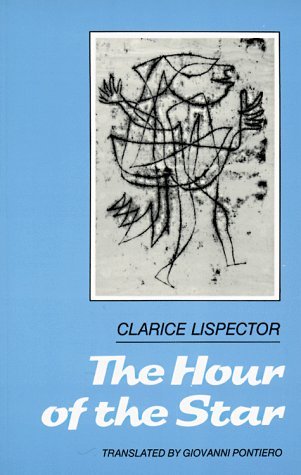 CLARICE LISPECTOR
The Hour
of the Star
TRANSLATED BY GIOVANNI PONTIERO